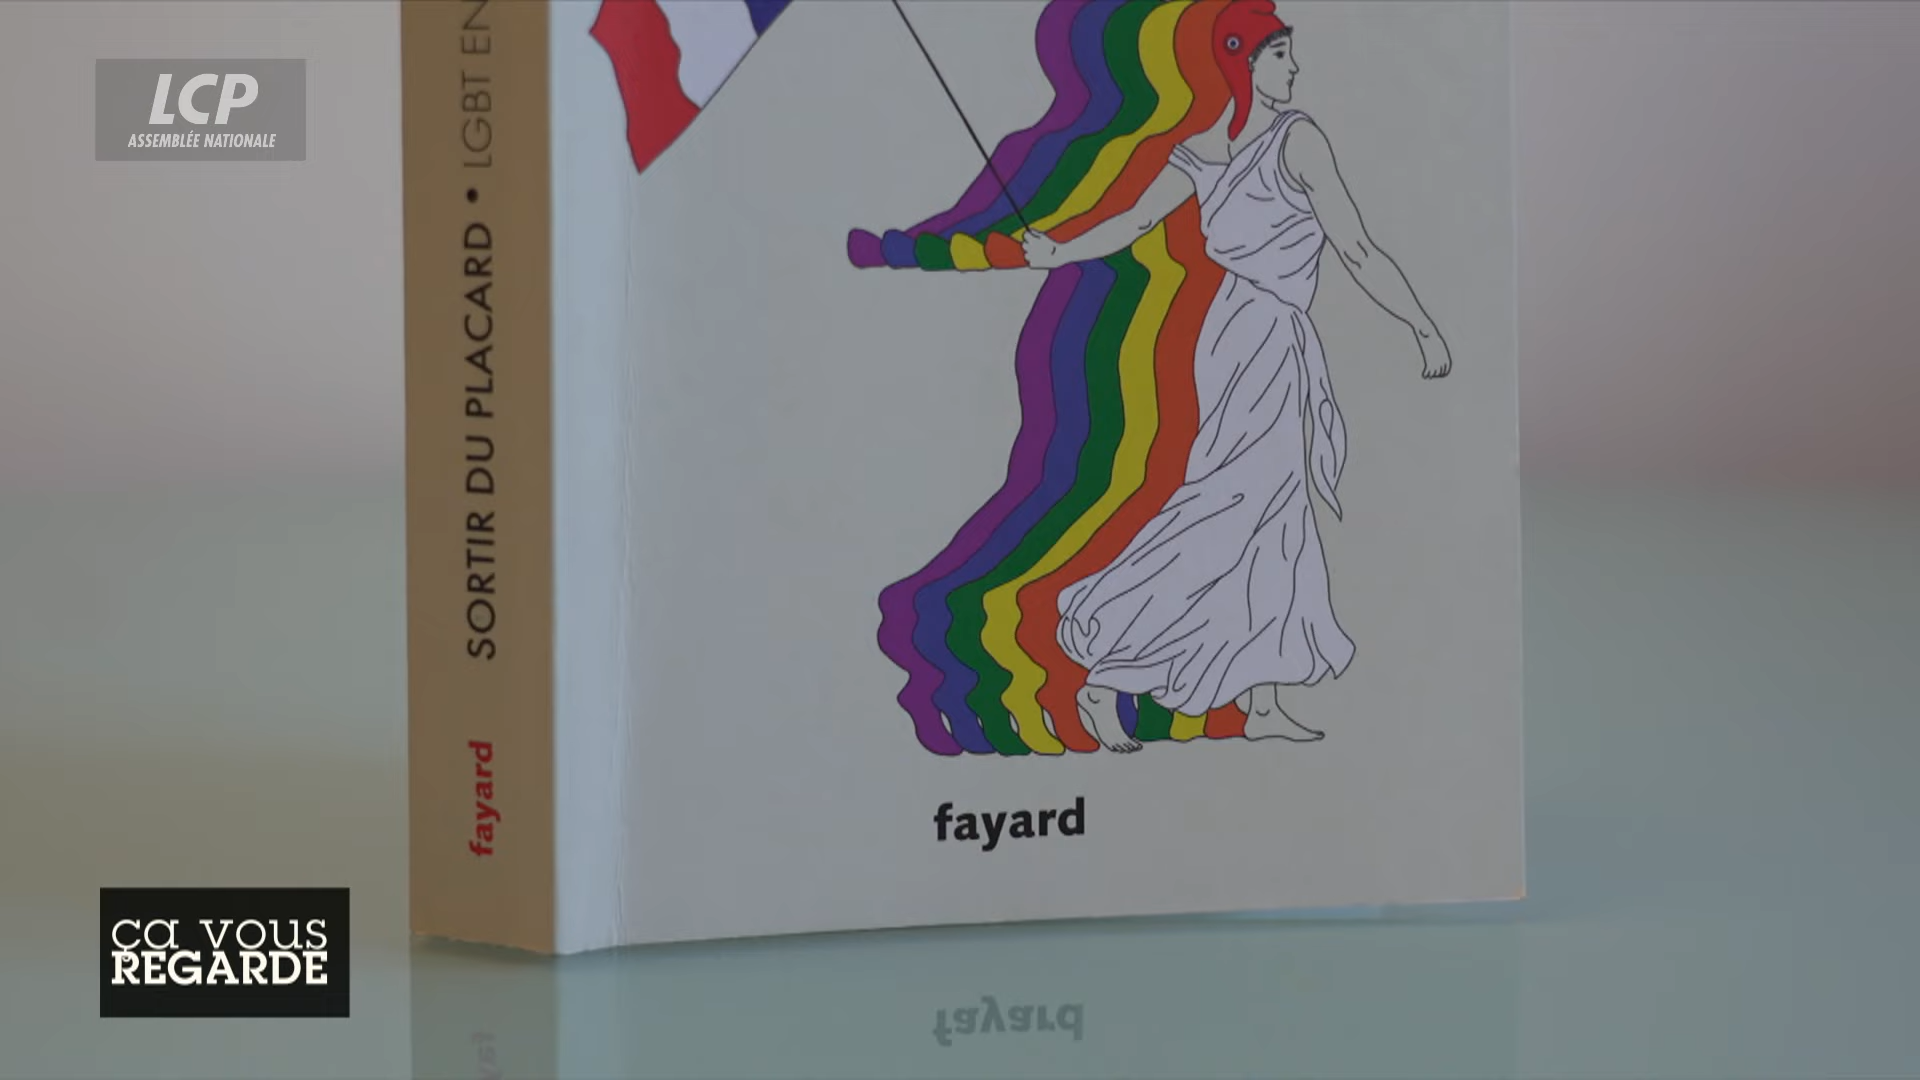 LCP
ASSEMBLÉE NATIONALE
SORTIR DU PLACARD • LGBT EN
fayard
fayard
ça vous
REGARDE